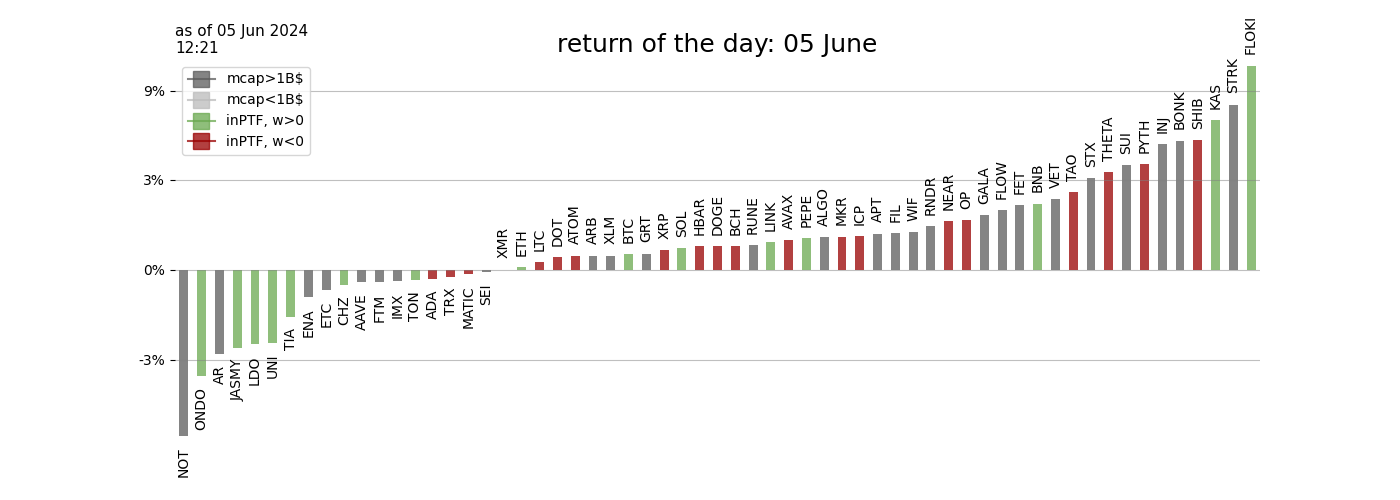 as of 05 Jun 2024
12:21
return of the day: 05 June
mcap>1B$
mcap<1B$
inPTF, w>0
inPTF, w<0
9%
3%
0%
-3%
NOT
ONDO
AR
JASMY
LDO
UNI
TIA
ENA
ETC
CHZ
AAVE
FTM
IMX
TON
ADA
TRX
MATIC
SEI
XMR
ETH
LTC
DOT
ATOM
ARB
XLM
BTC
GRT
XRP
SOL
HBAR
DOGE
BCH
RUNE
LINK
AVAX
PEPE
ALGO
MKR
ICP
APT
FIL
WIF
RNDR
NEAR
OP
GALA
FLOW
FET
BNB
VET
TAO
STX
THETA
SUI
PYTH
INJ
BONK
SHIB
KAS
STRK
FLOKI